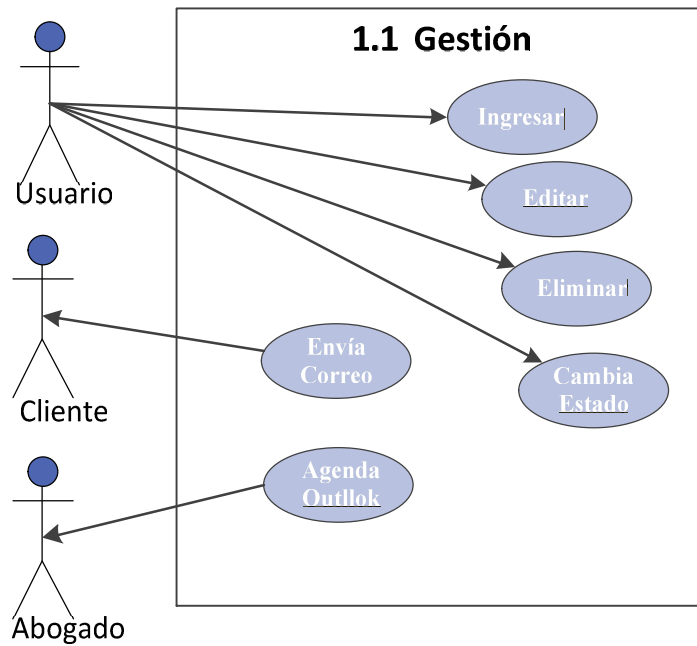 1.1 Gestión
Ingresar
Usuario
Editar
Eliminar
Envía
Correo
Cambia
Estado
Cliente
Agenda
Outllok
Abogado